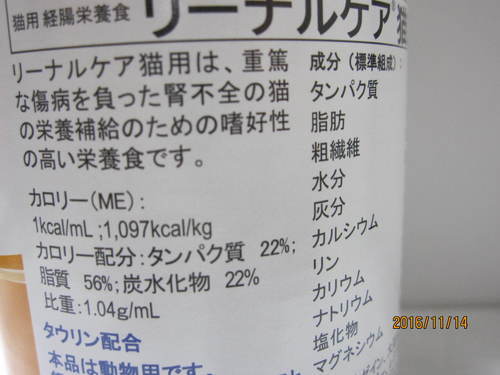 猫用 経腸栄養食
リーナルケア®猫
リーナルケア猫用は、重篤
な傷病を負った腎不全の猫
の栄養補給のための嗜好性
の高い栄養食です。
カロリー（ME）：
1kcal/mL ;1,097kcal/kg
カロリー配分：タンパク質 22%;
脂質 56%;炭水化物 22%
比重：1.04g/mL
タウリン配合
本品は動物用です。
成分（標準組成）：
タンパク質
脂肪
粗繊維
水分
灰分
カルシウム
リン
カリウム
ナトリウム
塩化物
マグネシウム
2016/11/14